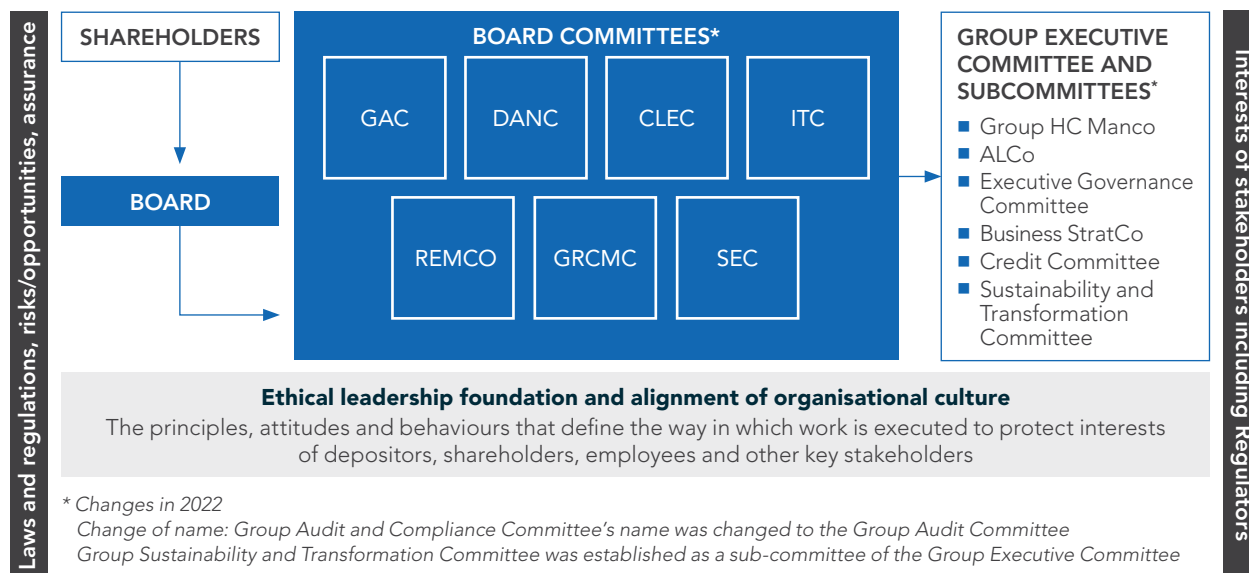 Laws and regulations, risks/opportunities, assurance
SHAREHOLDERS
BOARD
BOARD COMMITTEES*
GAC
DANC
CLEC
ITC
REMCO
GRCMC
SEC
GROUP EXECUTIVE
COMMITTEE AND
SUBCOMMITTEES*
Group HC Manco
ALCo
Executive Governance
Committee
Business StratCo
Credit Committee
Sustainability and
Transformation
Committee
Interests of stakeholders including Regulators
Ethical leadership foundation and alignment of organisational culture
The principles, attitudes and behaviours that define the way in which work is executed to protect interests
of depositors, shareholders, employees and other key stakeholders
* Changes in 2022
Change of name: Group Audit and Compliance Committee's name was changed to the Group Audit Committee
Group Sustainability and Transformation Committee was established as a sub-committee of the Group Executive Committee